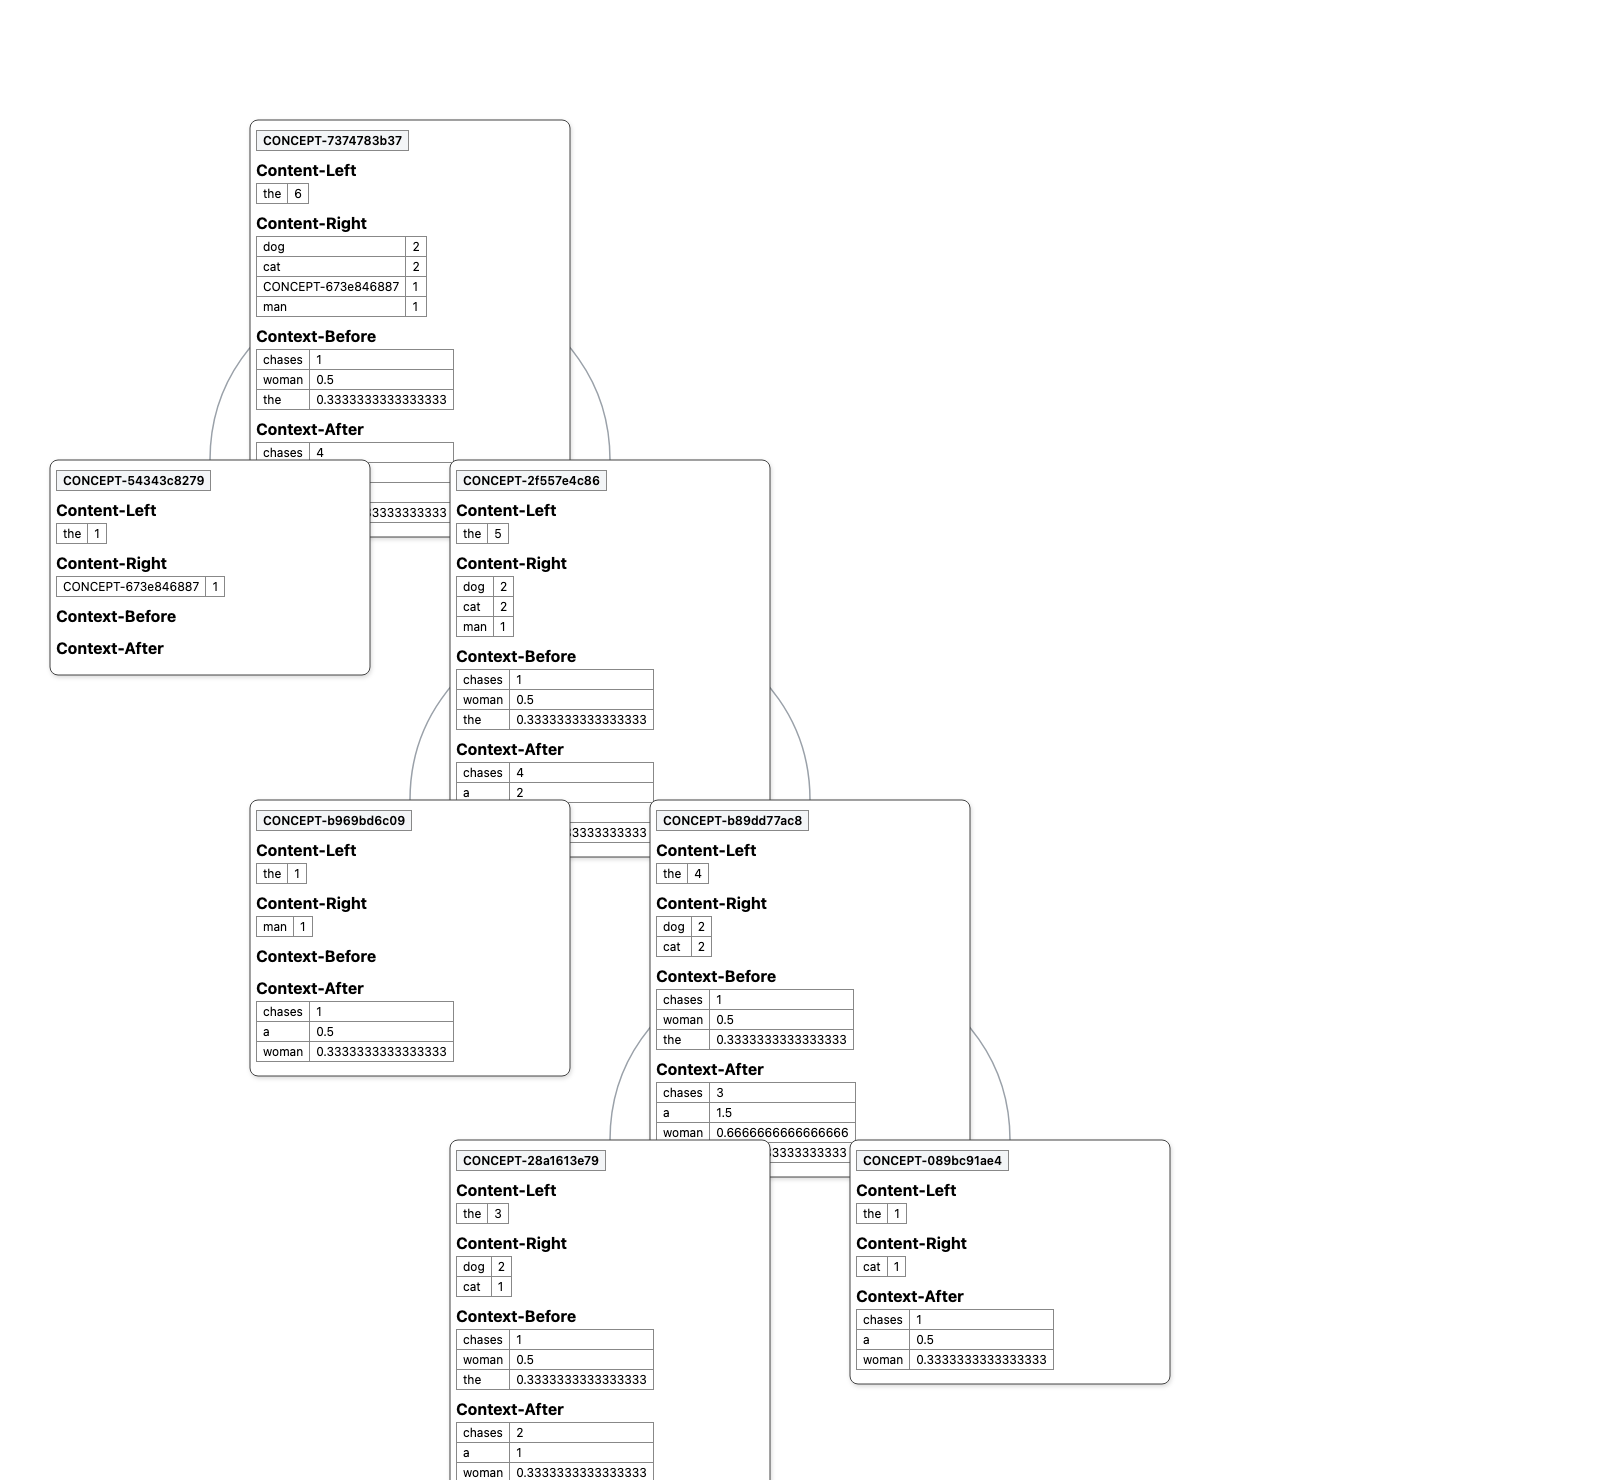 CONCEPT-7374783b37
Content-Left
the 6
Content-Right
dog 2
cat 2
CONCEPT-673e846887 1
man 1
Context-Before
chases 1
woman 0.5
the 0.3333333333333333
Context-After
chases 4
3333333333
CONCEPT-54343c8279
Content-Left
the 1
Content-Right
CONCEPT-673e846887 1
Context-Before
Context-After
CONCEPT-2f557e4c86
Content-Left
the 5
Content-Right
dog 2
cat 2
man 1
Context-Before
chases 1
woman 0.5
the 0.3333333333333333
Context-After
chases 4
a 2
3333333333
CONCEPT-b969bd6c09
Content-Left
the 1
Content-Right
man 1
Context-Before
Context-After
chases 1
a 0.5
woman 0.3333333333333333
CONCEPT-b89dd77ac8
Content-Left
the 4
Content-Right
dog 2
cat 2
Context-Before
chases 1
woman 0.5
the 0.3333333333333333
Context-After
chases 3
a 1.5
woman 0.6666666666666666
3333333333
CONCEPT-28a1613e79
Content-Left
the 3
Content-Right
dog 2
cat 1
Context-Before
chases 1
woman 0.5
the 0.3333333333333333
Context-After
chases 2
a 1
woman 0.3333333333333333
CONCEPT-089bc91ae4
Content-Left
the 1
Content-Right
cat 1
Context-After
chases 1
a 0.5
woman 0.3333333333333333